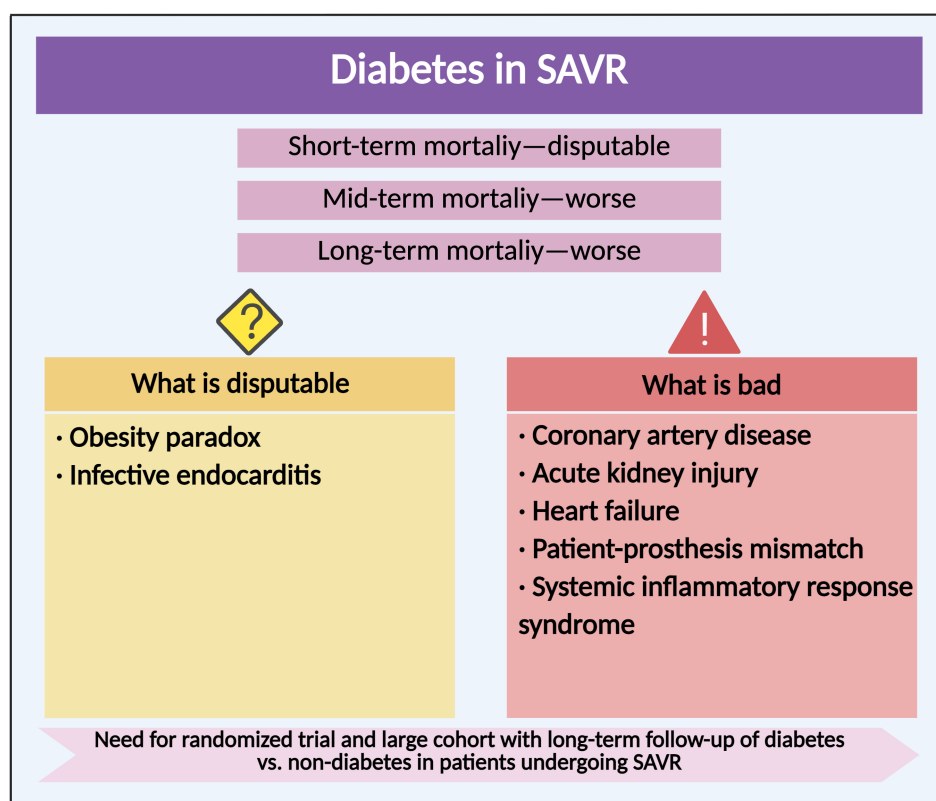 Diabetes in SAVR
Short-term mortaliy—disputable
Mid-term mortaliy—worse
Long-term mortaliy—worse
?
!
What is disputable
· Obesity paradox
· Infective endocarditis
What is bad
· Coronary artery disease
· Acute kidney injury
· Heart failure
· Patient-prosthesis mismatch
· Systemic inflammatory response
syndrome
Need for randomized trial and large cohort with long-term follow-up of diabetes
vs. non-diabetes in patients undergoing SAVR